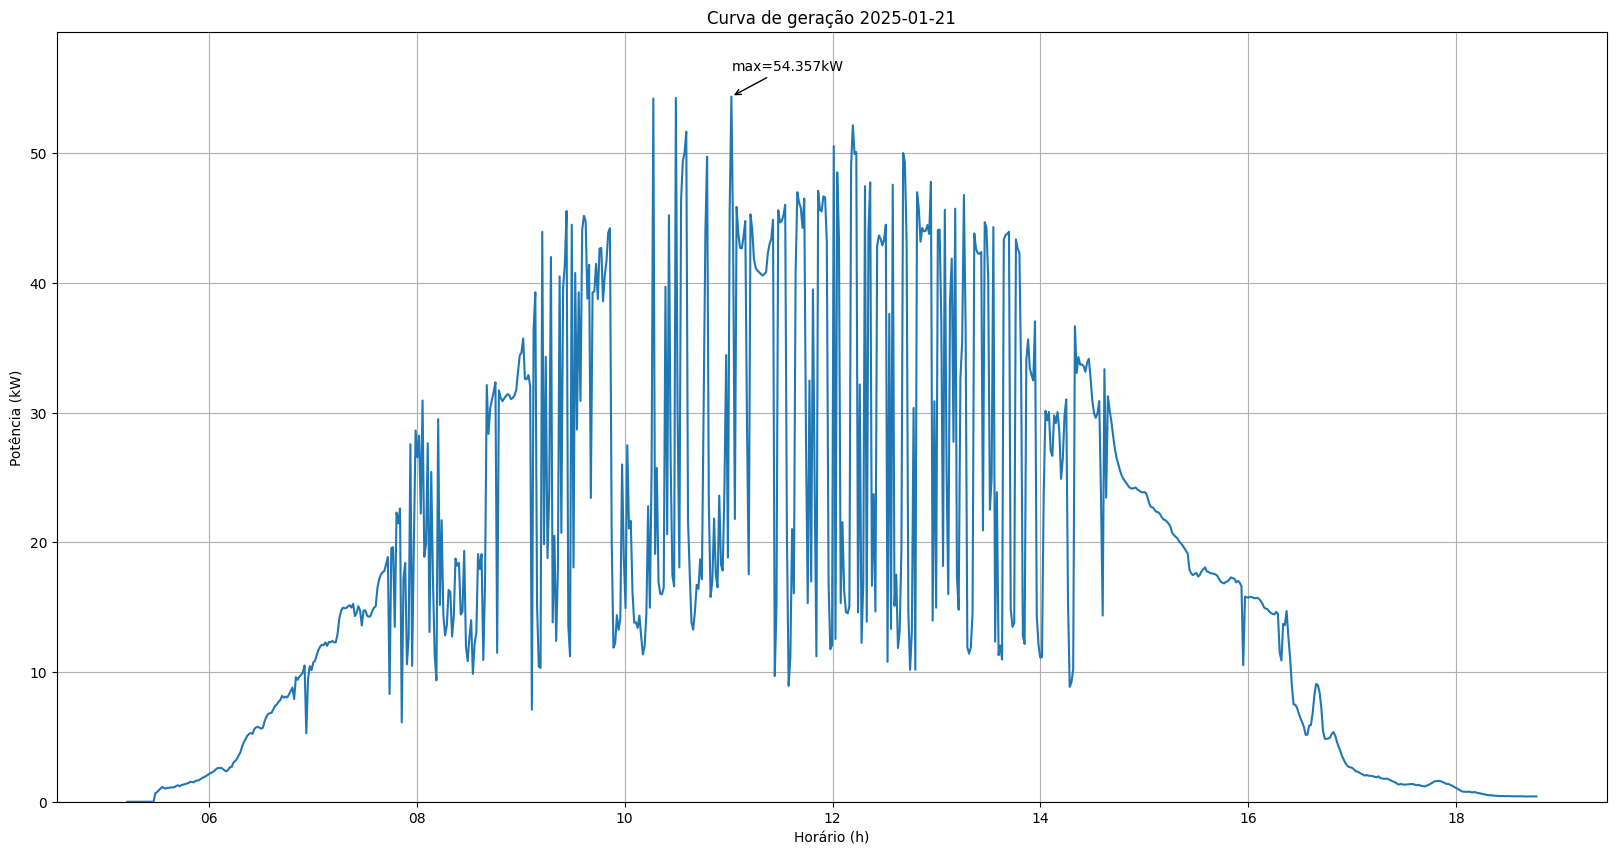 Curva de geração 2025-01-21
max=54.357kW
Potência (kW)
50
40
30
20
10
0
06 08 10 12 14 16 18
Horário (h)